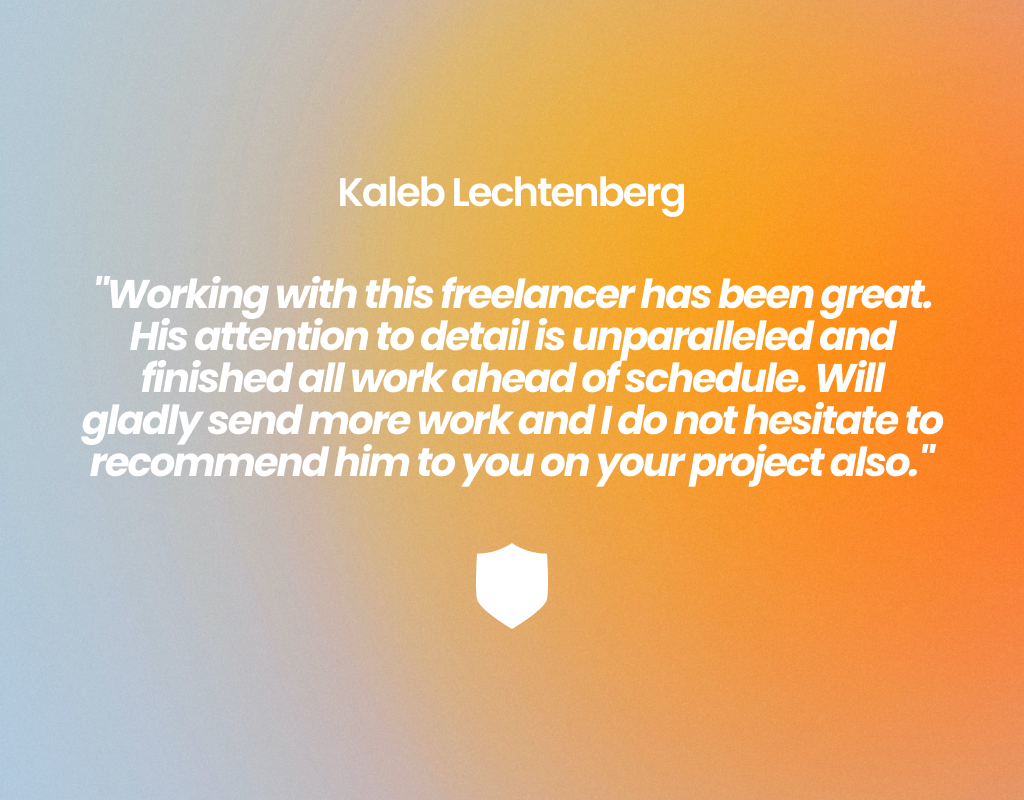 Kaleb Lechtenberg
"Working with this freelancer has been great.
His attention to detail is unparalleled and
finished all work ahead of schedule. Will
gladly send more work and I do not hesitate to
recommend him to you on your project also."